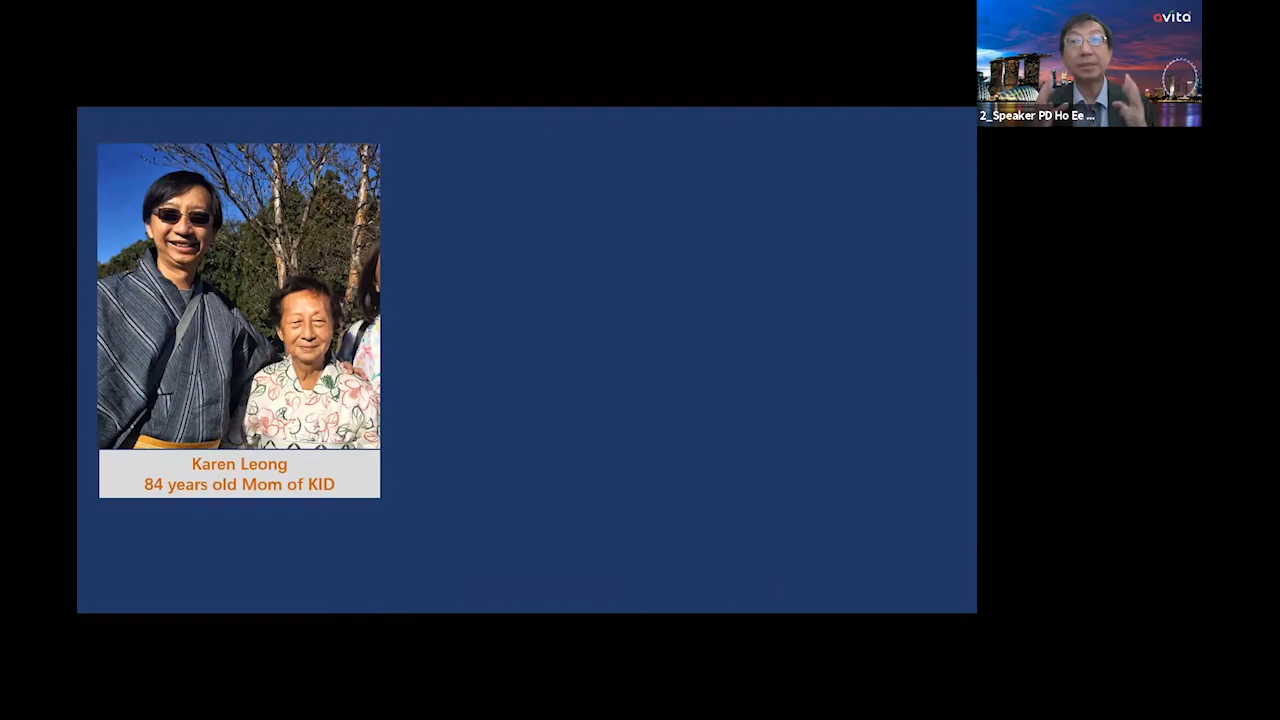 avita
2_Speaker PD Ho Ee ...
Karen Leong
84 years old Mom of KID